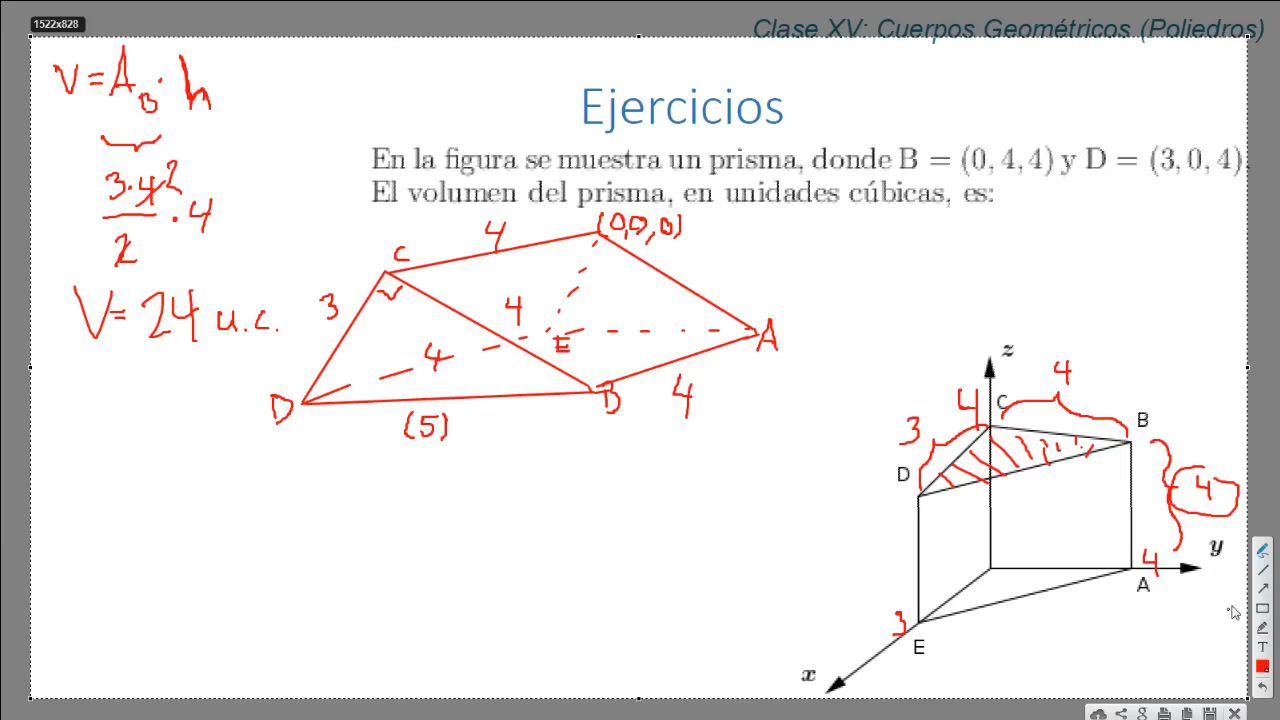 1522x828
Clase XV: Cuerpos Geométricos (Poliedros)
V = A_B · h
Ejercicios
En la figura se muestra un prisma, donde B = (0, 4, 4) y D = (3, 0, 4).
El volumen del prisma, en unidades cúbicas, es:
3·4 2
2
· 4
V = 24 u.c.
(0,0,0)
4
C
3
4
4
E
A
D
B
4
(5)
z
4
4
C
B
3
D
4
y
4
A
3
E
x
T